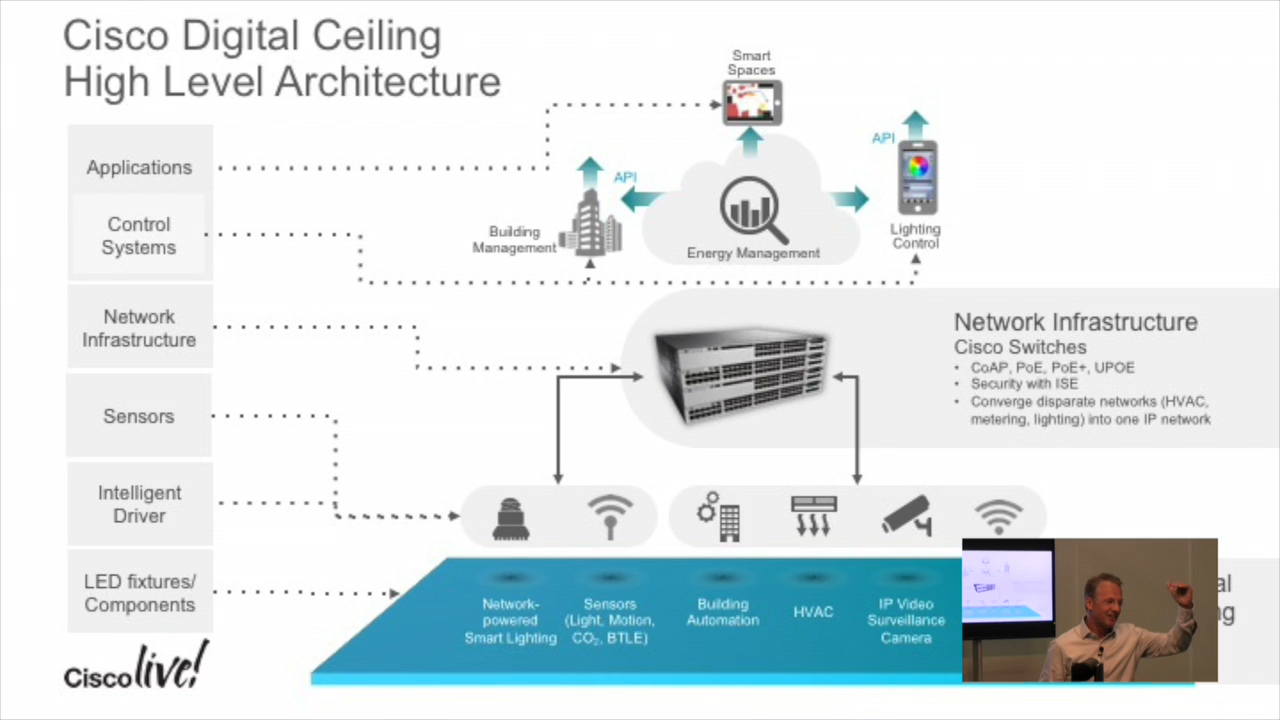 Cisco Digital Ceiling
High Level Architecture
Applications
Control
Systems
Network
Infrastructure
Sensors
Intelligent
Driver
LED fixtures/
Components
Smart
Spaces
API
API
Building
Management
Energy Management
Lighting
Control
Network Infrastructure
Cisco Switches
• CoAP, PoE, PoE+, UPOE
• Security with ISE
• Converge disparate networks (HVAC,
metering, lighting) into one IP network
Network-
powered
Smart Lighting
Sensors
(Light, Motion,
CO₂, BTLE)
Building
Automation
HVAC
IP Video
Surveillance
Camera
Cisco live!